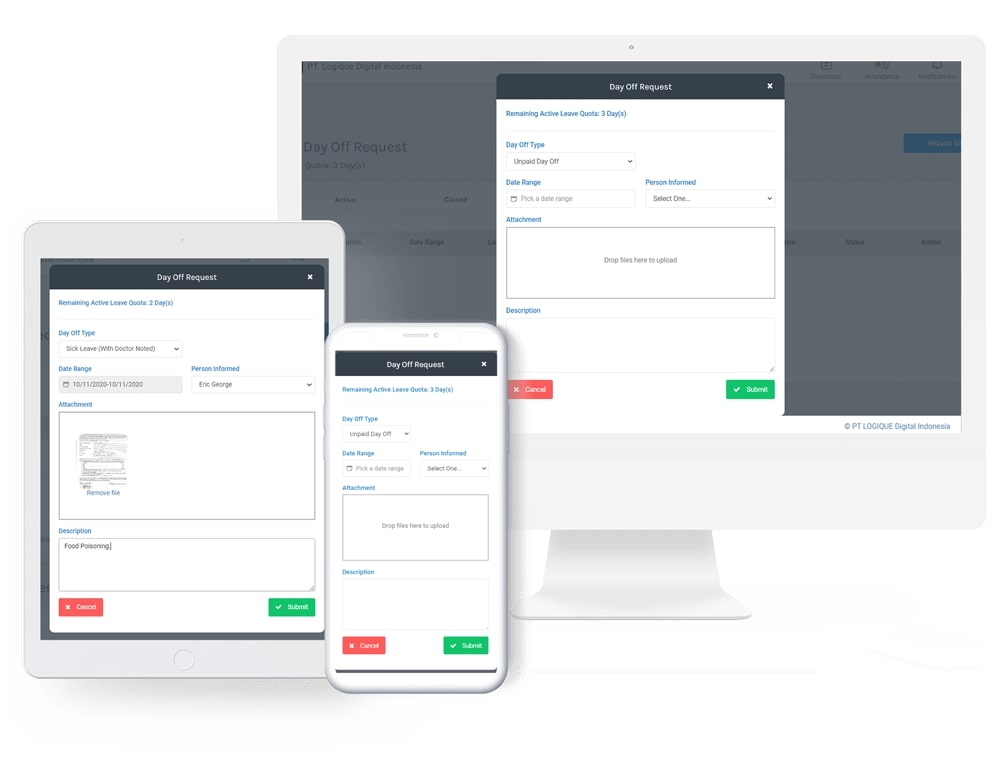 PT. Logique Digital Indonesia
Download
Attendance
Notifications
Day Off Request
Quota: 3 Day(s)
Active
Closed
Date Range
Status
Action
Day Off Request
Remaining Active Leave Quota: 3 Day(s)
Day Off Type
Unpaid Day Off
Date Range
Person Informed
Pick a date range
Select One...
Attachment
Drop files here to upload
Description
Cancel
Submit
© PT LOGIQUE Digital Indonesia
Day Off Request
Remaining Active Leave Quota: 2 Day(s)
Day Off Type
Sick Leave (With Doctor Noted)
Date Range
Person Informed
10/11/2020-10/11/2020
Eric George
Attachment
Remove file
Description
Food Poisoning
Cancel
Submit
Day Off Request
Remaining Active Leave Quota: 3 Day(s)
Day Off Type
Unpaid Day Off
Date Range
Person Informed
Pick a date range
Select One...
Attachment
Drop files here to upload
Description
Cancel
Submit